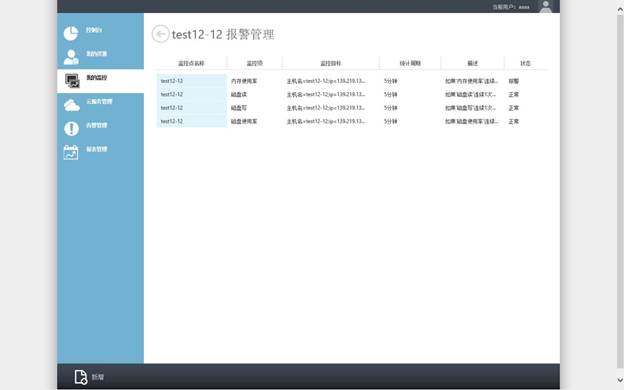 当前用户: aaaa
控制台
我的资源
我的监控
云服务管理
告警管理
报表管理
test12-12 报警管理
监控点名称 监控项 监控目标 统计周期 描述 状态
test12-12 内存使用率 主机名=test12-12;ip=139.219.13... 5分钟 如果'内存使用率'连续... 报警
test12-12 磁盘读 主机名=test12-12;ip=139.219.13... 5分钟 如果'磁盘读'连续1次... 正常
test12-12 磁盘写 主机名=test12-12;ip=139.219.13... 5分钟 如果'磁盘写'连续1次... 正常
test12-12 磁盘使用率 主机名=test12-12;ip=139.219.13... 5分钟 如果'磁盘使用率'连续... 正常
新增